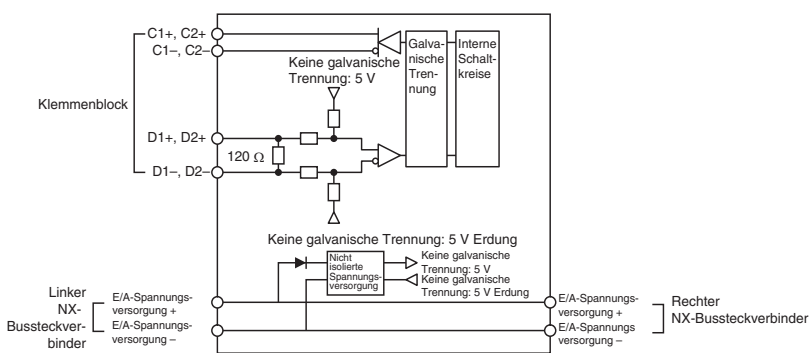 C1+, C2+
C1–, C2–
Keine galvanische
Trennung: 5 V
Galva-
nische
Tren-
nung
Interne
Schalt-
kreise
Klemmenblock
D1+, D2+
120 Ω
D1–, D2–
Keine galvanische Trennung: 5 V Erdung
Nicht
isolierte
Spannungs-
versorgung
Keine galvanische
Trennung: 5 V
Keine galvanische
Trennung: 5 V Erdung
Linker
NX-
Bussteckver-
binder
E/A-Spannungs-
versorgung +
E/A-Spannungs-
versorgung –
E/A-Spannungs-
versorgung +
E/A-Spannungs
versorgung –
Rechter
NX-Bussteckverbinder